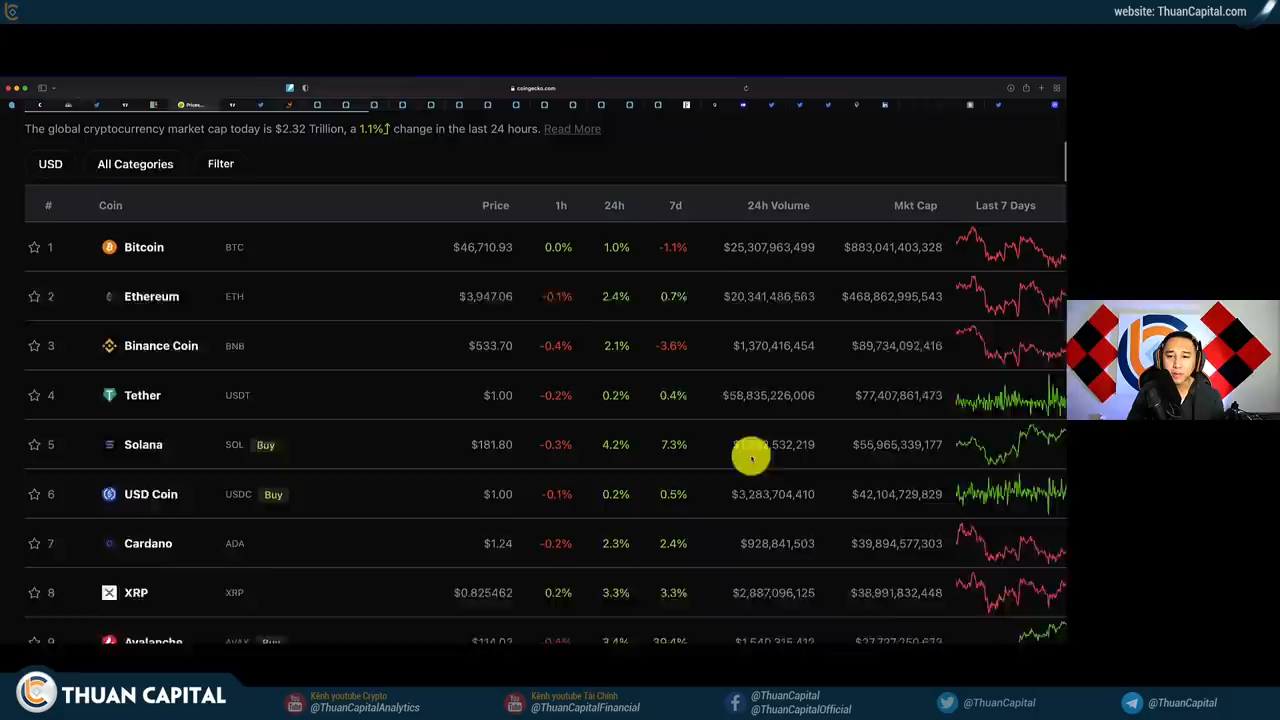 website: ThuanCapital.com
coingecko.com
Prices...
The global cryptocurrency market cap today is $2.32 Trillion, a 1.1% change in the last 24 hours. Read More
USD All Categories Filter
# Coin Price 1h 24h 7d 24h Volume Mkt Cap Last 7 Days
1 Bitcoin BTC $46,710.93 0.0% 1.0% -1.1% $25,307,963,499 $883,041,403,328
2 Ethereum ETH $3,947.06 -0.1% 2.4% 0.7% $20,341,486,563 $468,862,995,543
3 Binance Coin BNB $533.70 -0.4% 2.1% -3.6% $1,370,416,454 $89,734,092,416
4 Tether USDT $1.00 -0.2% 0.2% 0.4% $58,835,226,006 $77,407,861,473
5 Solana SOL Buy $181.80 -0.3% 4.2% 7.3% $55,965,339,177
6 USD Coin USDC Buy $1.00 -0.1% 0.2% 0.5% $3,283,704,410 $42,104,729,829
7 Cardano ADA $1.24 -0.2% 2.3% 2.4% $928,841,503 $39,894,577,303
8 XRP XRP $0.825462 0.2% 3.3% 3.3% $2,887,096,125 $38,991,832,448
9 Avalanche AVAX Buy 3.4% 39.4%
THUAN CAPITAL
Kênh youtube Crypto
@ThuanCapitalAnalytics
Kênh youtube Tài Chính
@ThuanCapitalFinancial
@ThuanCapital
@ThuanCapitalOfficial
@ThuanCapital
@ThuanCapital